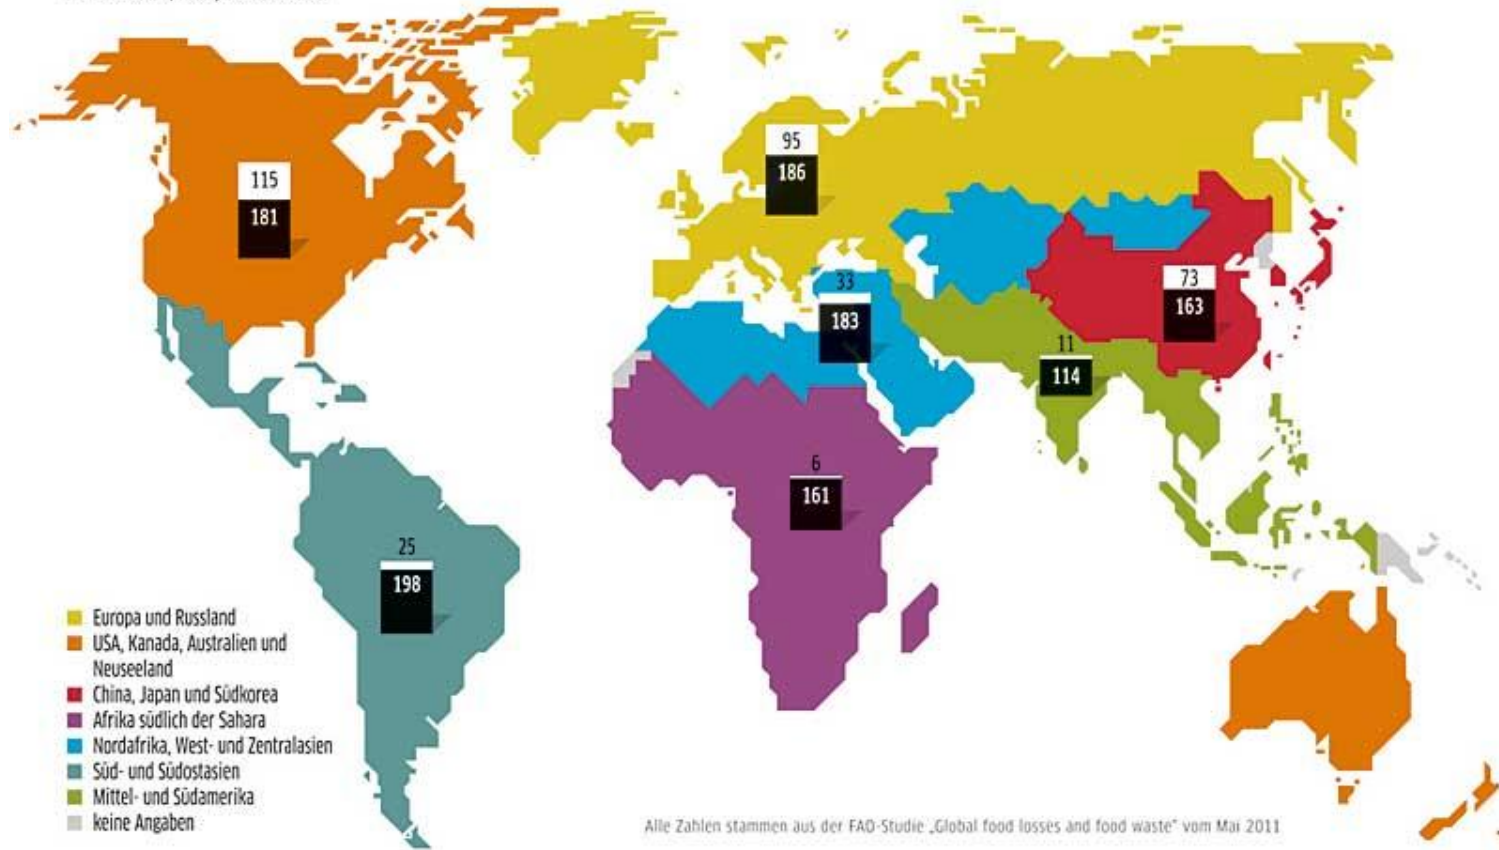 115
181
95
186
33
183
73
163
11
114
6
161
25
198
Europa und Russland
USA, Kanada, Australien und
Neuseeland
China, Japan und Südkorea
Afrika südlich der Sahara
Nordafrika, West- und Zentralasien
Süd- und Südostasien
Mittel- und Südamerika
keine Angaben
Alle Zahlen stammen aus der FAO-Studie „Global food losses and food waste" vom Mai 2011